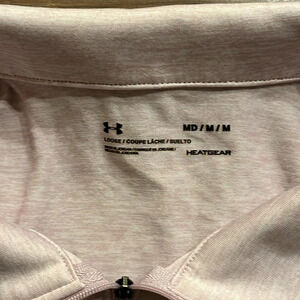 MD / M / M
LOOSE / COUPE LÂCHE / SUELTO
HEATGEAR